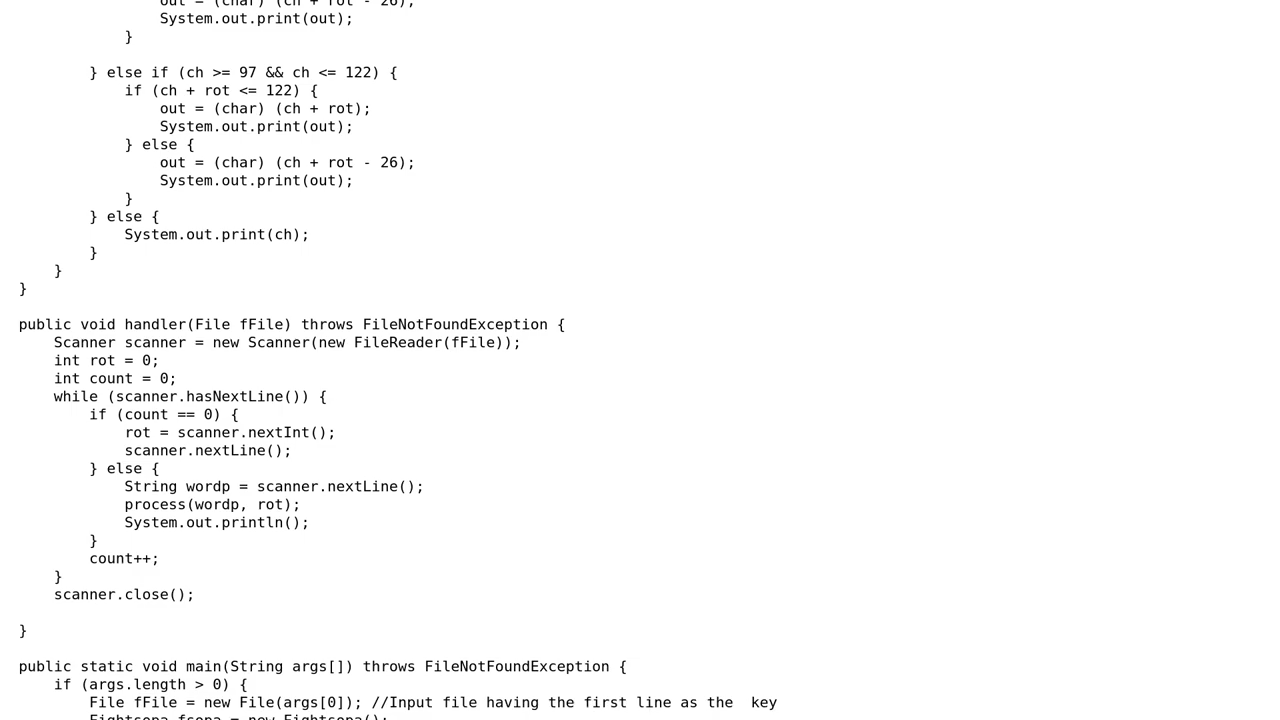 out = (char) (ch + rot - 26);
System.out.print(out);
}
} else if (ch >= 97 && ch <= 122) {
if (ch + rot <= 122) {
out = (char) (ch + rot);
System.out.print(out);
} else {
out = (char) (ch + rot - 26);
System.out.print(out);
}
} else {
System.out.print(ch);
}
}
}
public void handler(File fFile) throws FileNotFoundException {
Scanner scanner = new Scanner(new FileReader(fFile));
int rot = 0;
int count = 0;
while (scanner.hasNextLine()) {
if (count == 0) {
rot = scanner.nextInt();
scanner.nextLine();
} else {
String wordp = scanner.nextLine();
process(wordp, rot);
System.out.println();
}
count++;
}
scanner.close();
}
public static void main(String args[]) throws FileNotFoundException {
if (args.length > 0) {
File fFile = new File(args[0]); //Input file having the first line as the  key